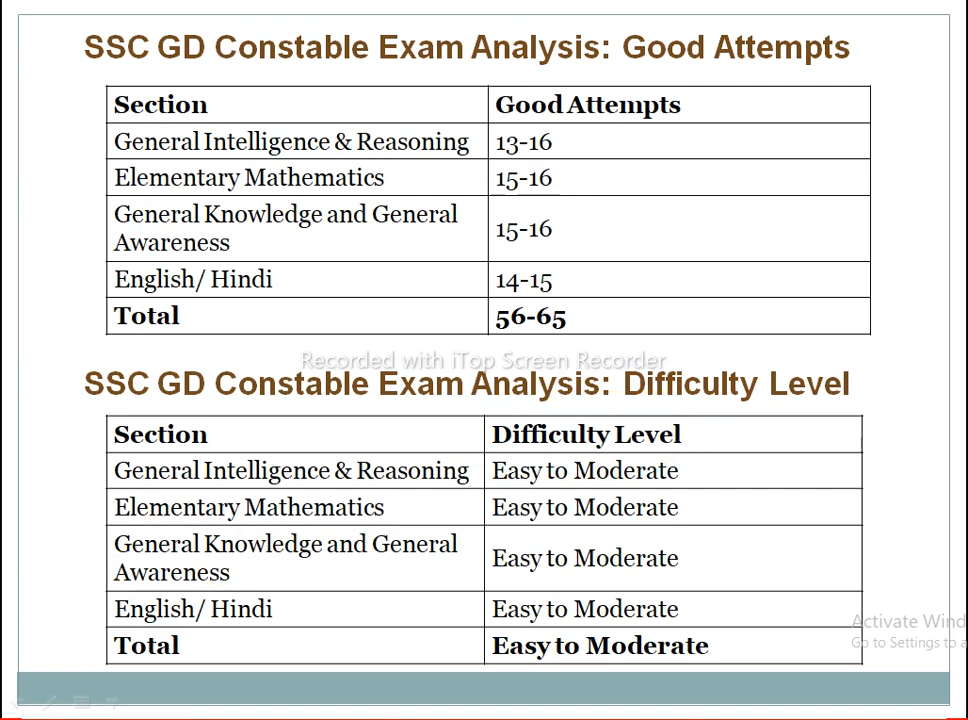 SSC GD Constable Exam Analysis: Good Attempts
Section Good Attempts
General Intelligence & Reasoning 13-16
Elementary Mathematics 15-16
General Knowledge and General
Awareness 15-16
English/ Hindi 14-15
Total 56-65
Recorded with iTop Screen Recorder
SSC GD Constable Exam Analysis: Difficulty Level
Section Difficulty Level
General Intelligence & Reasoning Easy to Moderate
Elementary Mathematics Easy to Moderate
General Knowledge and General
Awareness Easy to Moderate
English/ Hindi Easy to Moderate
Total Easy to Moderate
Activate Wind
Go to Settings to a